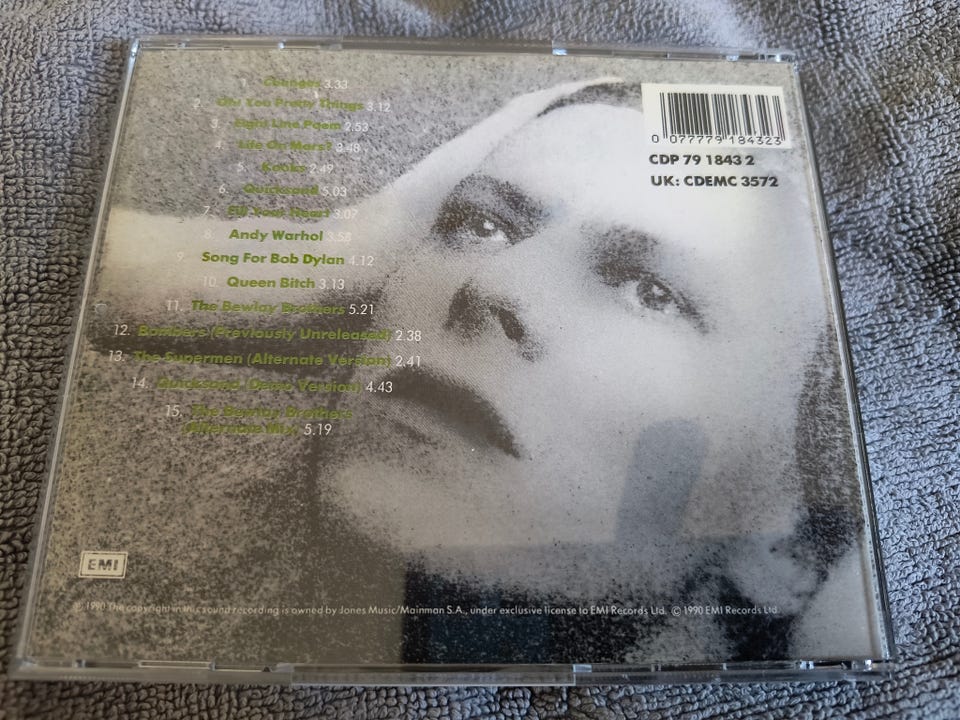 1. Changes 3.33
2. Oh! You Pretty Things 3.12
3. Eight Line Poem 2.53
4. Life On Mars? 3.48
5. Kooks 2.49
6. Quicksand 5.03
7. Fill Your Heart 3.07
8. Andy Warhol 3.58
9. Song For Bob Dylan 4.12
10. Queen Bitch 3.13
11. The Bewlay Brothers 5.21
12. Bombers (Previously Unreleased) 2.38
13. The Supermen (Alternate Version) 2.41
14. Quicksand (Demo Version) 4.43
15. The Bewlay Brothers
(Alternate Mix) 5.19
0 077779 184323
CDP 79 1843 2
UK: CDEMC 3572
EMI
℗ 1990 The copyright in this sound recording is owned by Jones Music/Mainman S.A., under exclusive license to EMI Records Ltd. © 1990 EMI Records Ltd.